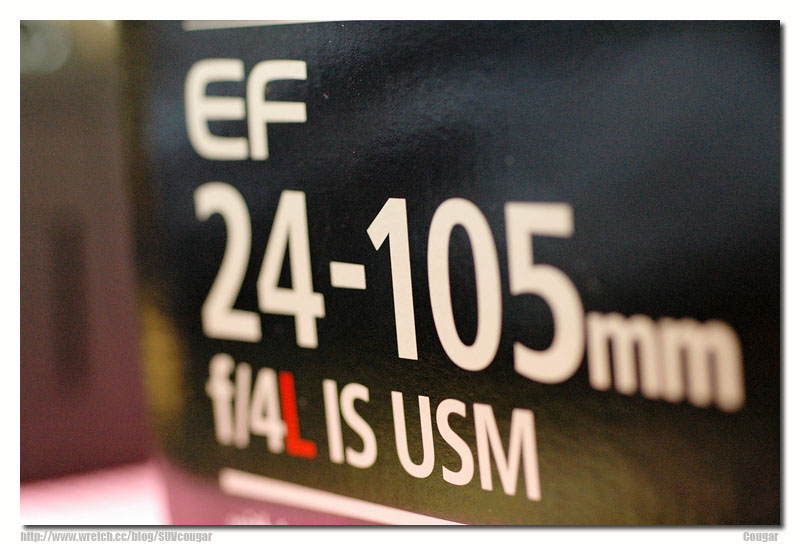 EF
24-105mm
f/4L IS USM
http://www.wretch.cc/blog/SUVcougar
Cougar